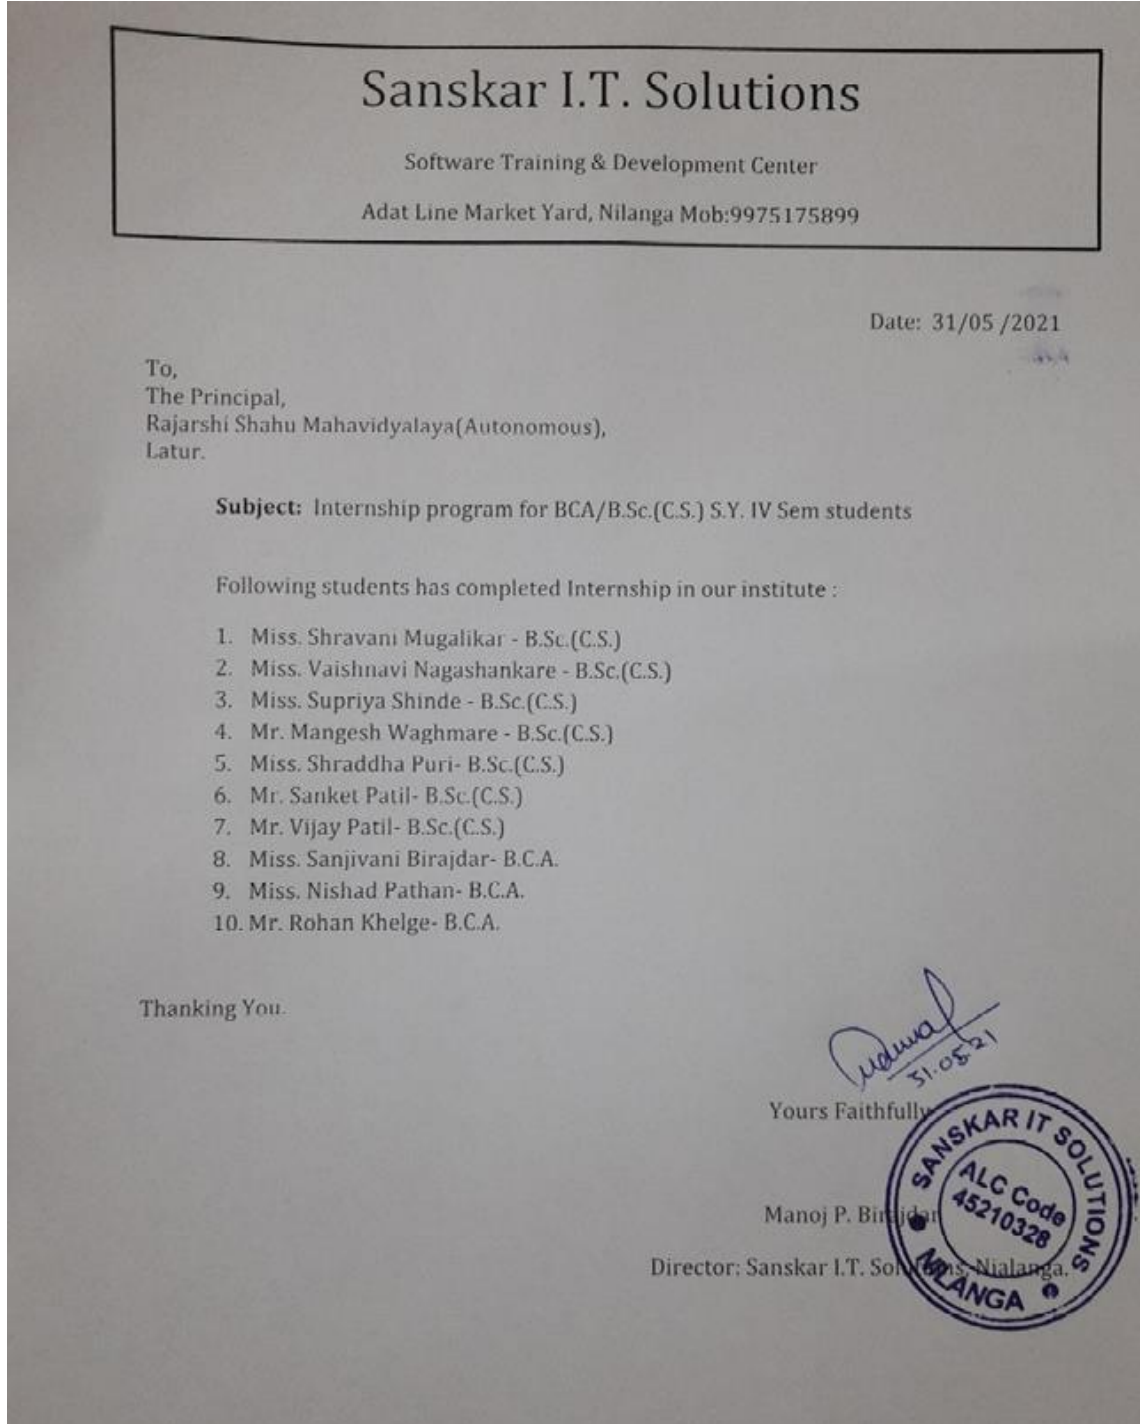 Sanskar I.T. Solutions
Software Training & Development Center
Adat Line Market Yard, Nilanga Mob:9975175899
Date: 31/05 /2021
To,
The Principal,
Rajarshi Shahu Mahavidyalaya(Autonomous),
Latur.
Subject: Internship program for BCA/B.Sc.(C.S.) S.Y. IV Sem students
Following students has completed Internship in our institute :
1. Miss. Shravani Mugalikar - B.Sc.(C.S.)
2. Miss. Vaishnavi Nagashankare - B.Sc.(C.S.)
3. Miss. Supriya Shinde - B.Sc.(C.S.)
4. Mr. Mangesh Waghmare - B.Sc.(C.S.)
5. Miss. Shraddha Puri- B.Sc.(C.S.)
6. Mr. Sanket Patil- B.Sc.(C.S.)
7. Mr. Vijay Patil- B.Sc.(C.S.)
8. Miss. Sanjivani Birajdar- B.C.A.
9. Miss. Nishad Pathan- B.C.A.
10. Mr. Rohan Khelge- B.C.A.
Thanking You.
31.05.21
Yours Faithfully
Manoj P. Birajdar
Director: Sanskar I.T. Solutions, Nialanga.
SANSKAR IT SOLUTIONS
ALC Code
45210328
NILANGA